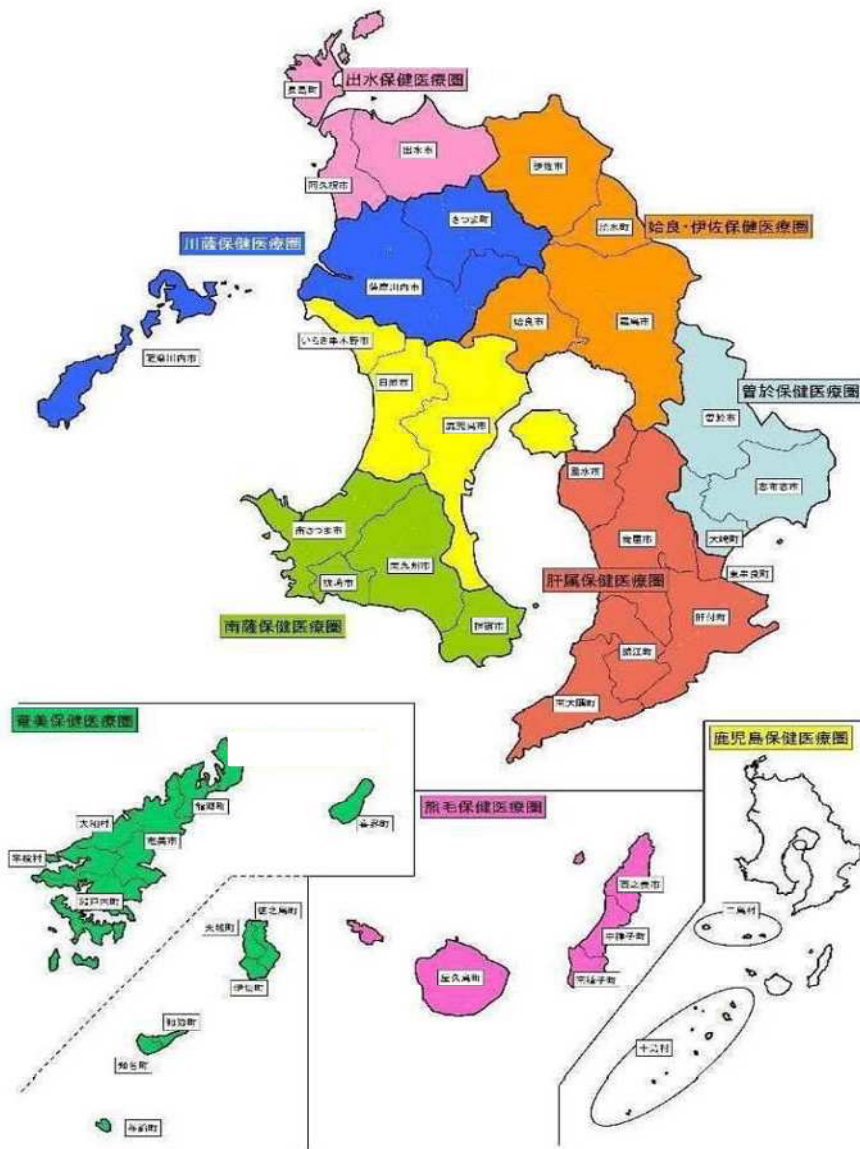 長島町
出水保健医療圏
出水市
阿久根市
伊佐市
さつま町
湧水町
姶良・伊佐保健医療圏
川薩保健医療圏
薩摩川内市
姶良市
霧島市
いちき串木野市
薩摩川内市
日置市
鹿児島市
曽於保健医療圏
曽於市
垂水市
志布志市
南さつま市
鹿屋市
大崎町
南九州市
枕崎市
東串良町
肝属保健医療圏
肝付町
南薩保健医療圏
指宿市
錦江町
南大隅町
奄美保健医療圏
鹿児島保健医療圏
龍郷町
熊毛保健医療圏
大和村
喜界町
奄美市
宇検村
瀬戸内町
西之表市
徳之島町
三島村
天城町
中種子町
屋久島町
南種子町
伊仙町
和泊町
十島村
知名町
与論町